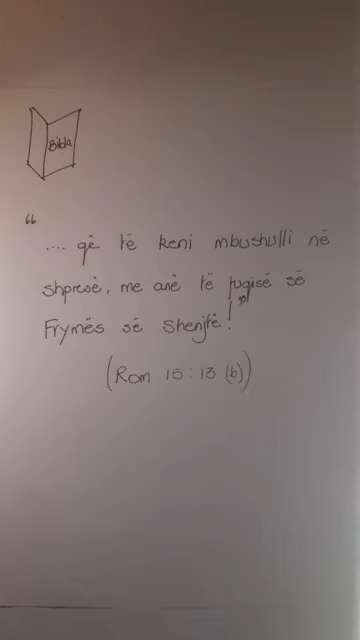 Bibla
“
.... që të keni mbushulli në
shpresë, me anë të fuqisë së
Frymës së Shenjtë!”
(Rom 15:13 (b))